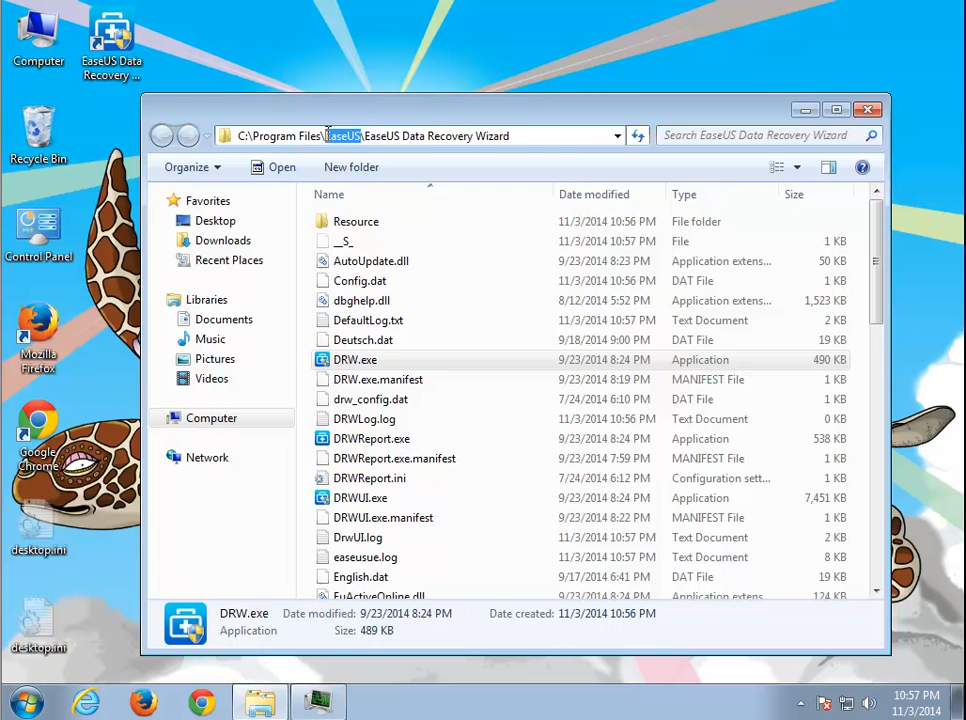 Computer
EaseUS Data
Recovery ...
Recycle Bin
Control Panel
Mozilla
Firefox
Google
Chrome
desktop.ini
desktop.ini
C:\Program Files\EaseUS\EaseUS Data Recovery Wizard
Search EaseUS Data Recovery Wizard
Organize
Open
New folder
Favorites
Desktop
Downloads
Recent Places
Libraries
Documents
Music
Pictures
Videos
Computer
Network
Name Date modified Type Size
Resource 11/3/2014 10:56 PM File folder
__S_ 11/3/2014 10:57 PM File 1 KB
AutoUpdate.dll 9/23/2014 8:23 PM Application extens... 50 KB
Config.dat 11/3/2014 10:56 PM DAT File 1 KB
dbghelp.dll 8/12/2014 5:52 PM Application extens... 1,523 KB
DefaultLog.txt 11/3/2014 10:57 PM Text Document 2 KB
Deutsch.dat 9/18/2014 9:00 PM DAT File 19 KB
DRW.exe 9/23/2014 8:24 PM Application 490 KB
DRW.exe.manifest 9/23/2014 8:19 PM MANIFEST File 1 KB
drw_config.dat 7/24/2014 6:10 PM DAT File 1 KB
DRWLog.log 11/3/2014 10:56 PM Text Document 0 KB
DRWReport.exe 9/23/2014 8:24 PM Application 538 KB
DRWReport.exe.manifest 9/23/2014 7:59 PM MANIFEST File 1 KB
DRWReport.ini 7/24/2014 6:12 PM Configuration sett... 1 KB
DRWUI.exe 9/23/2014 8:24 PM Application 7,451 KB
DRWUI.exe.manifest 9/23/2014 8:22 PM MANIFEST File 1 KB
DrwUI.log 11/3/2014 10:57 PM Text Document 1 KB
easeusue.log 11/3/2014 10:57 PM Text Document 8 KB
English.dat 9/17/2014 6:41 PM DAT File 19 KB
EuActiveOnline.dll 9/23/2014 8:24 PM Application extens... 124 KB
DRW.exe Date modified: 9/23/2014 8:24 PM Date created: 11/3/2014 10:56 PM
Application Size: 489 KB
10:57 PM
11/3/2014